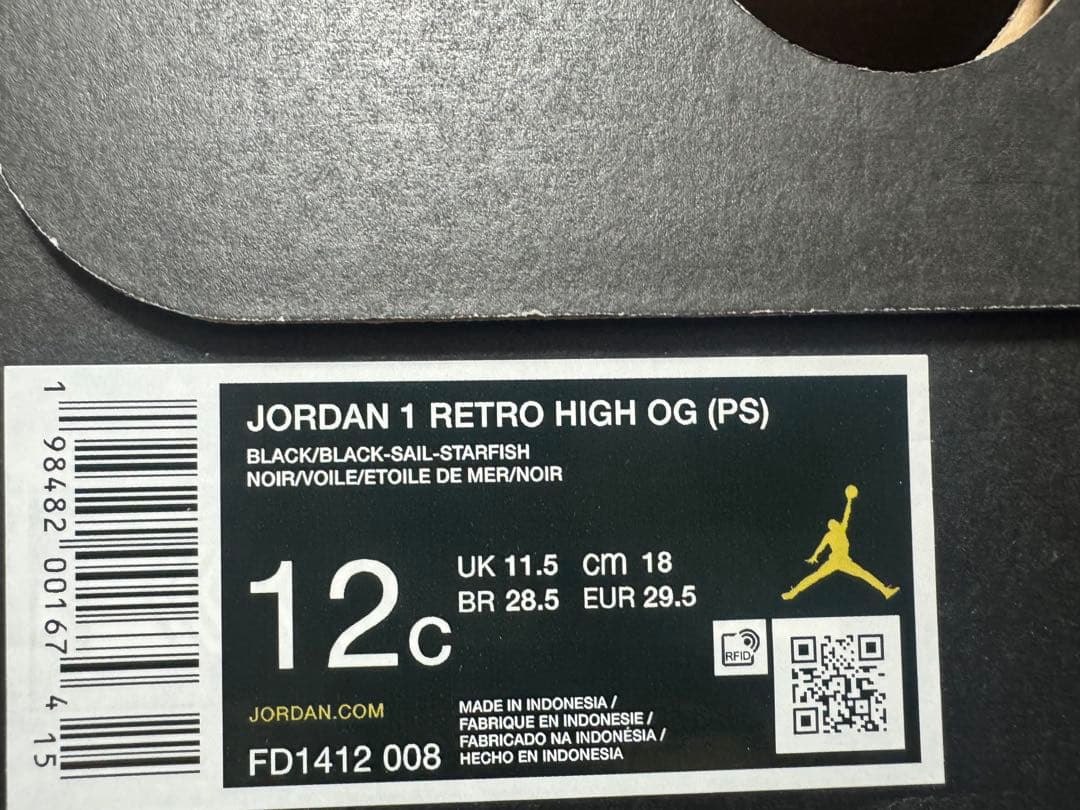 JORDAN 1 RETRO HIGH OG (PS)
BLACK/BLACK-SAIL-STARFISH
NOIR/VOILE/ETOILE DE MER/NOIR
12c
UK 11.5 cm 18
BR 28.5 EUR 29.5
RFID
JORDAN.COM
FD1412 008
MADE IN INDONESIA /
FABRIQUE EN INDONESIE /
FABRICADO NA INDONÉSIA /
HECHO EN INDONESIA
1 98482 00167 4 15